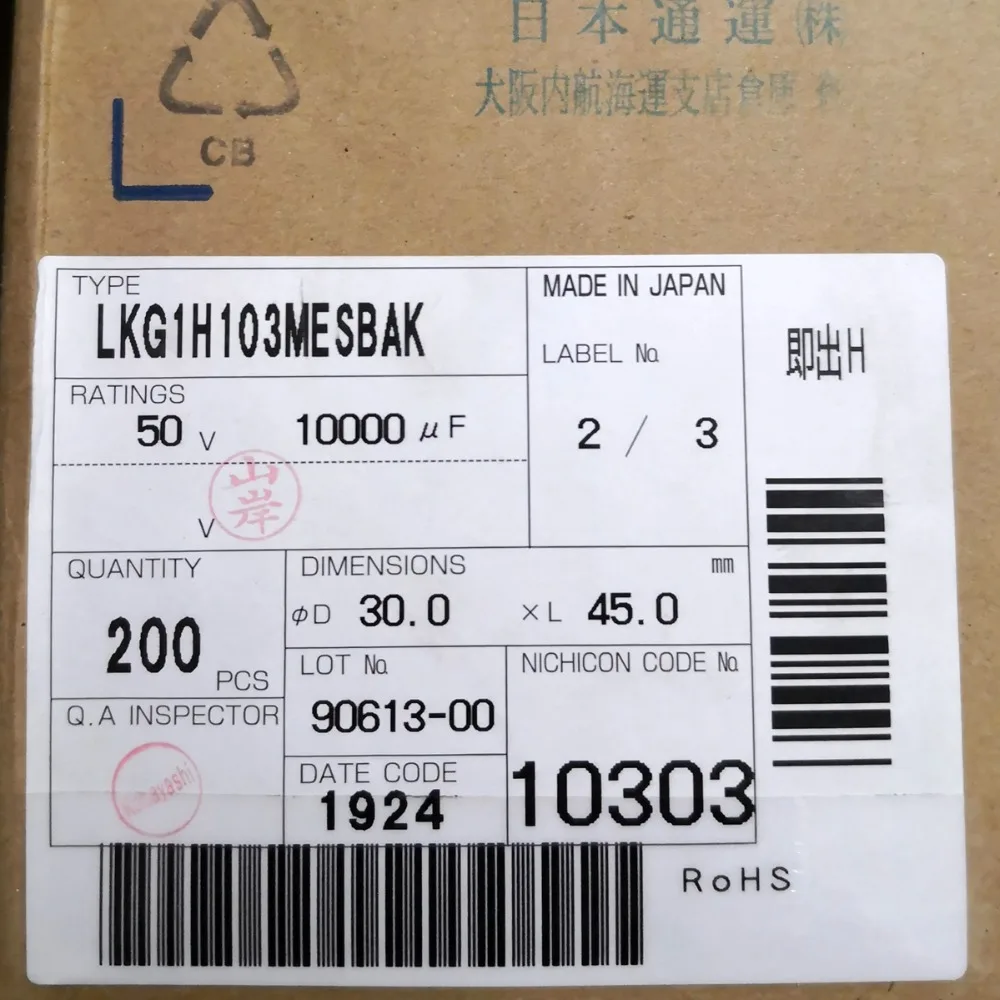 日本通運(株
大阪内航海運支店倉庫
CB
TYPE
LKG1H103MESBAK
MADE IN JAPAN
LABEL №
2 / 3
即出エ
RATINGS
50 V 10000 μF
V
山岸
QUANTITY
200 PCS
DIMENSIONS mm
φD 30.0 ×L 45.0
LOT №
90613-00
NICHICON CODE №
10303
Q.A INSPECTOR
DATE CODE
1924
RoHS